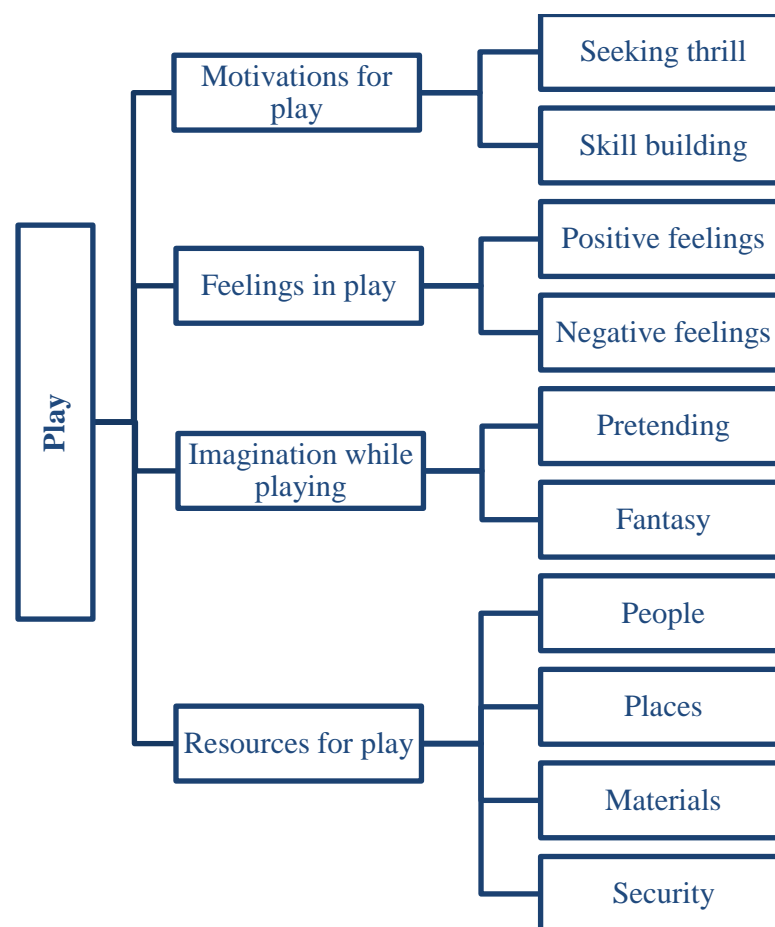 Play
Motivations for
play
Seeking thrill
Skill building
Feelings in play
Positive feelings
Negative feelings
Imagination while
playing
Pretending
Fantasy
Resources for play
People
Places
Materials
Security